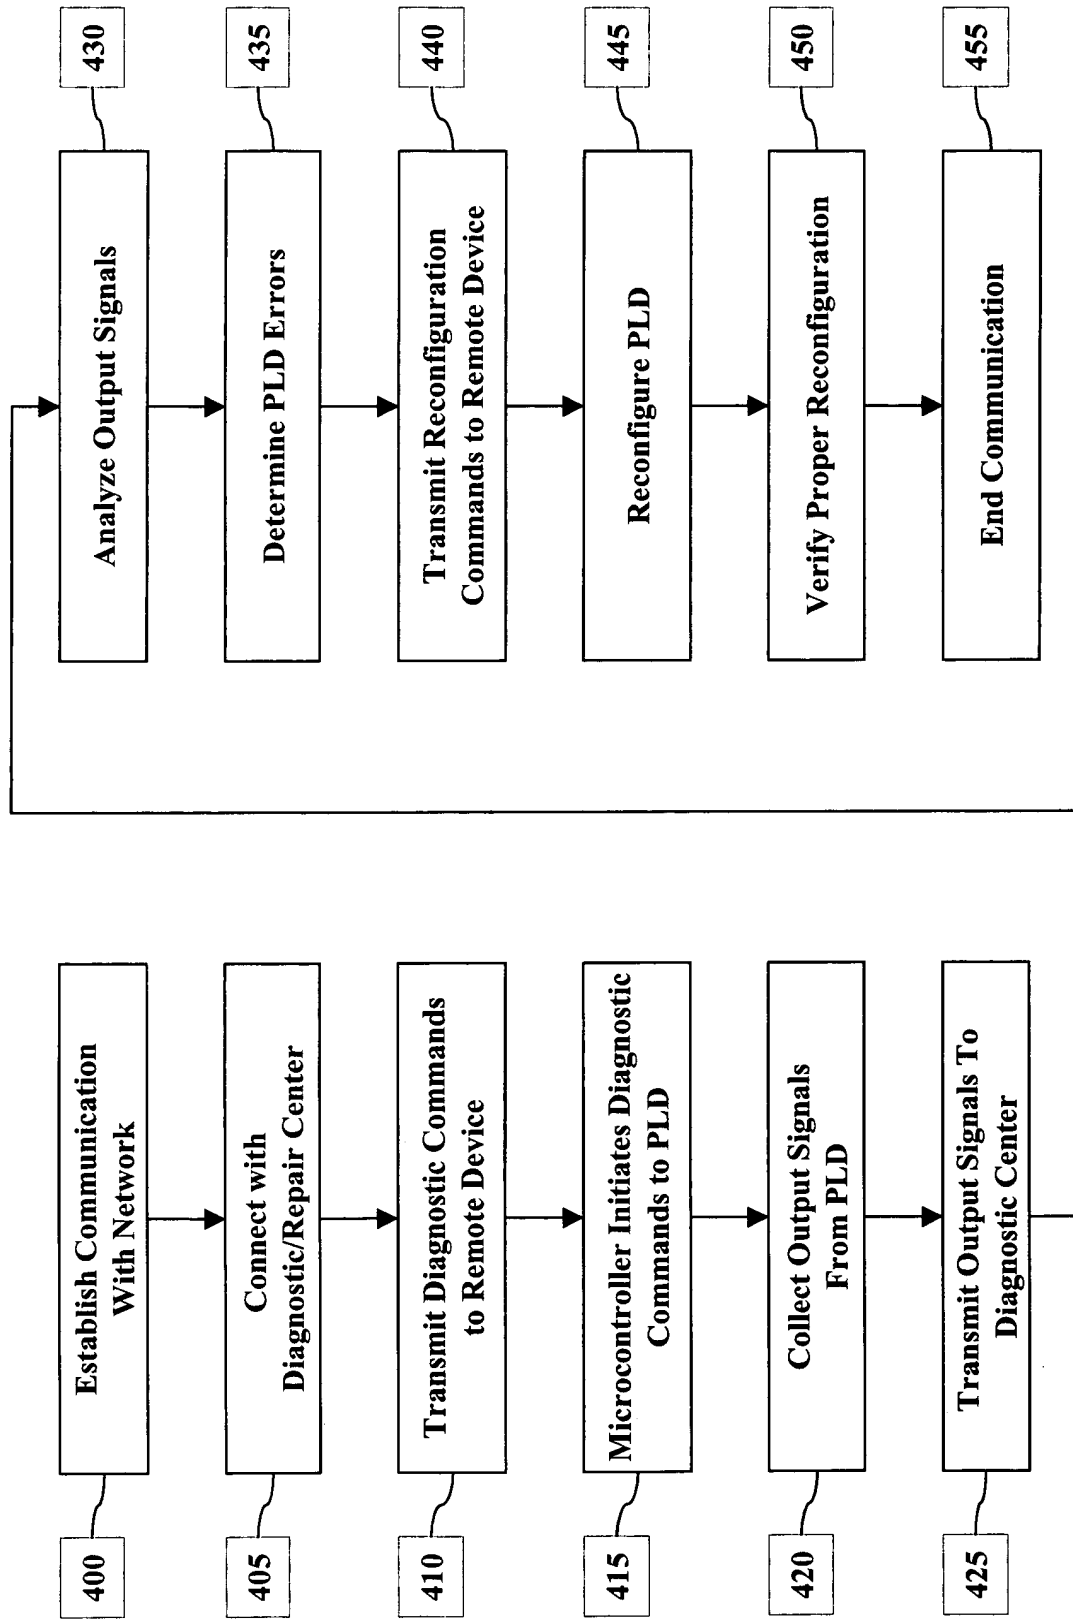 400
Establish Communication
With Network
405
Connect with
Diagnostic/Repair Center
410
Transmit Diagnostic Commands
to Remote Device
415
Microcontroller Initiates Diagnostic
Commands to PLD
420
Collect Output Signals
From PLD
425
Transmit Output Signals To
Diagnostic Center
430
Analyze Output Signals
435
Determine PLD Errors
440
Transmit Reconfiguration
Commands to Remote Device
445
Reconfigure PLD
450
Verify Proper Reconfiguration
455
End Communication